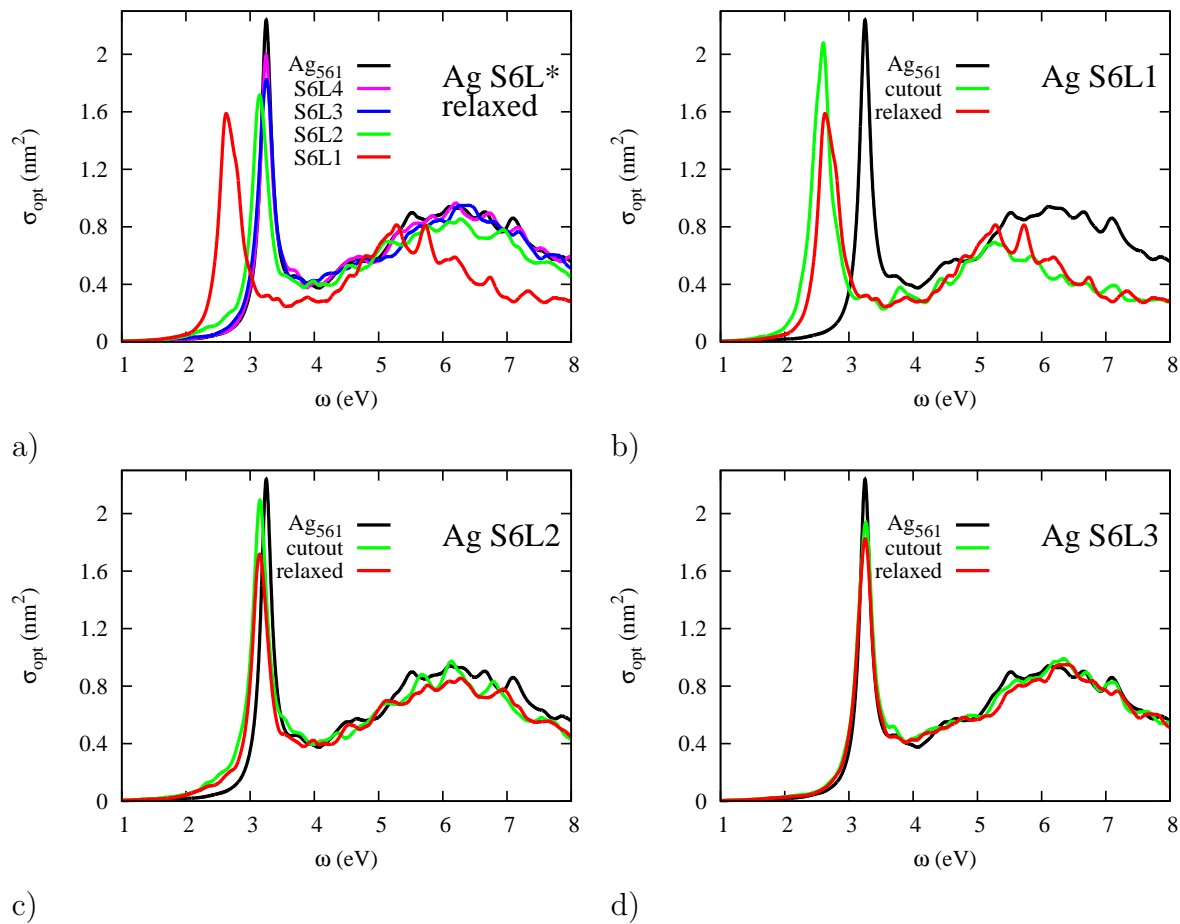 Ag S6L*
relaxed
Ag561
S6L4
S6L3
S6L2
S6L1
2
1.6
1.2
0.8
0.4
0
σopt (nm²)
1 2 3 4 5 6 7 8
ω (eV)
a)
Ag S6L1
Ag561
cutout
relaxed
2
1.6
1.2
0.8
0.4
0
σopt (nm²)
1 2 3 4 5 6 7 8
ω (eV)
b)
Ag S6L2
Ag561
cutout
relaxed
2
1.6
1.2
0.8
0.4
0
σopt (nm²)
1 2 3 4 5 6 7 8
ω (eV)
c)
Ag S6L3
Ag561
cutout
relaxed
2
1.6
1.2
0.8
0.4
0
σopt (nm²)
1 2 3 4 5 6 7 8
ω (eV)
d)